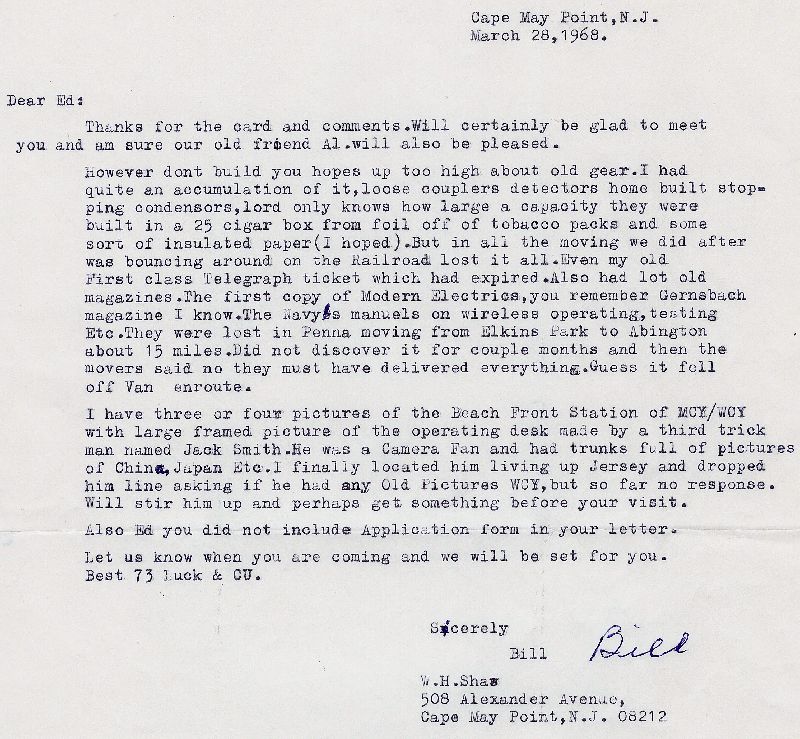 Cape May Point,N.J.
March 28,1968.
Dear Ed:
Thanks for the card and comments.Will certainly be glad to meet
you and am sure our old friend Al.will also be pleased.
However dont build you hopes up too high about old gear.I had
quite an accumulation of it,loose couplers detectors home built stop-
ping condensors,lord only knows how large a capacity they were
built in a 25 cigar box from foil off of tobacco packs and some
sort of insulated paper(I hoped).But in all the moving we did after
was bouncing around on the Railroad lost it all.Even my old
First class Telegraph ticket which had expired.Also had lot old
magazines.The first copy of Modern Electrics,you remember Gernsbach
magazine I know.The Navy's manuels on wireless operating,testing
Etc.They were lost in Penna moving from Elkins Park to Abington
about 15 miles.Did not discover it for couple months and then the
movers said no they must have delivered everything.Guess it fell
off Van enroute.
I have three or four pictures of the Beach Front Station of MCY/WCY
with large framed picture of the operating desk made by a third trick
man named Jack Smith.He was a Camera Fan and had trunks full of pictures
of China,Japan Etc.I finally located him living up Jersey and dropped
him line asking if he had any Old Pictures WCY,but so far no response.
Will stir him up and perhaps get something before your visit.
Also Ed you did not include Application form in your letter.
Let us know when you are coming and we will be set for you.
Best 73 Luck & CU.
Sicerely
Bill Bill
W.H.Shaw
508 Alexander Avenue,
Cape May Point,N.J. 08212